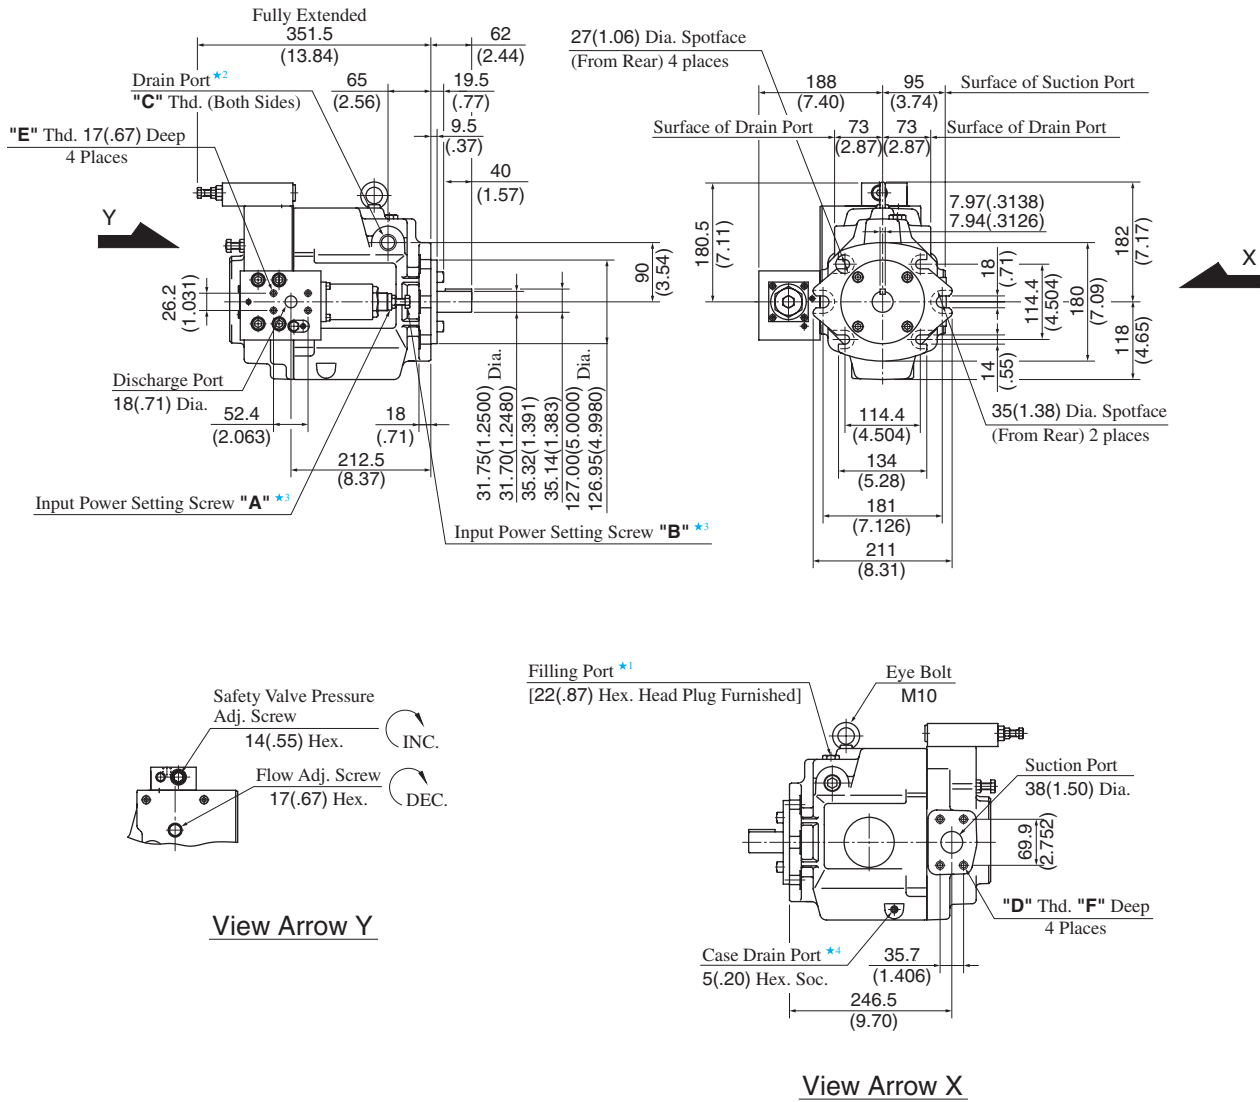 Fully Extended
351.5
(13.84)
62
(2.44)
Drain Port ★2
"C" Thd. (Both Sides)
65
(2.56)
19.5
(.77)
"E" Thd. 17(.67) Deep
4 Places
9.5
(.37)
40
(1.57)
Y
26.2
(1.031)
90
(3.54)
Discharge Port
18(.71) Dia.
52.4
(2.063)
18
(.71)
212.5
(8.37)
31.75(1.2500) Dia.
31.70(1.2480)
35.32(1.391)
35.14(1.383)
127.00(5.0000) Dia.
126.95(4.9980)
Input Power Setting Screw "A" ★3
Input Power Setting Screw "B" ★3
27(1.06) Dia. Spotface
(From Rear) 4 places
188
(7.40)
95
(3.74)
Surface of Suction Port
Surface of Drain Port
73
(2.87)
73
(2.87)
Surface of Drain Port
7.97(.3138)
7.94(.3126)
180.5
(7.11)
18
(.71)
114.4
(4.504)
180
(7.09)
182
(7.17)
118
(4.65)
14
(.55)
X
114.4
(4.504)
35(1.38) Dia. Spotface
(From Rear) 2 places
134
(5.28)
181
(7.126)
211
(8.31)
Safety Valve Pressure
Adj. Screw
14(.55) Hex.
INC.
Flow Adj. Screw
17(.67) Hex.
DEC.
View Arrow Y
Filling Port ★1
[22(.87) Hex. Head Plug Furnished]
Eye Bolt
M10
Suction Port
38(1.50) Dia.
69.9
(2.752)
"D" Thd. "F" Deep
4 Places
Case Drain Port ★4
5(.20) Hex. Soc.
35.7
(1.406)
246.5
(9.70)
View Arrow X